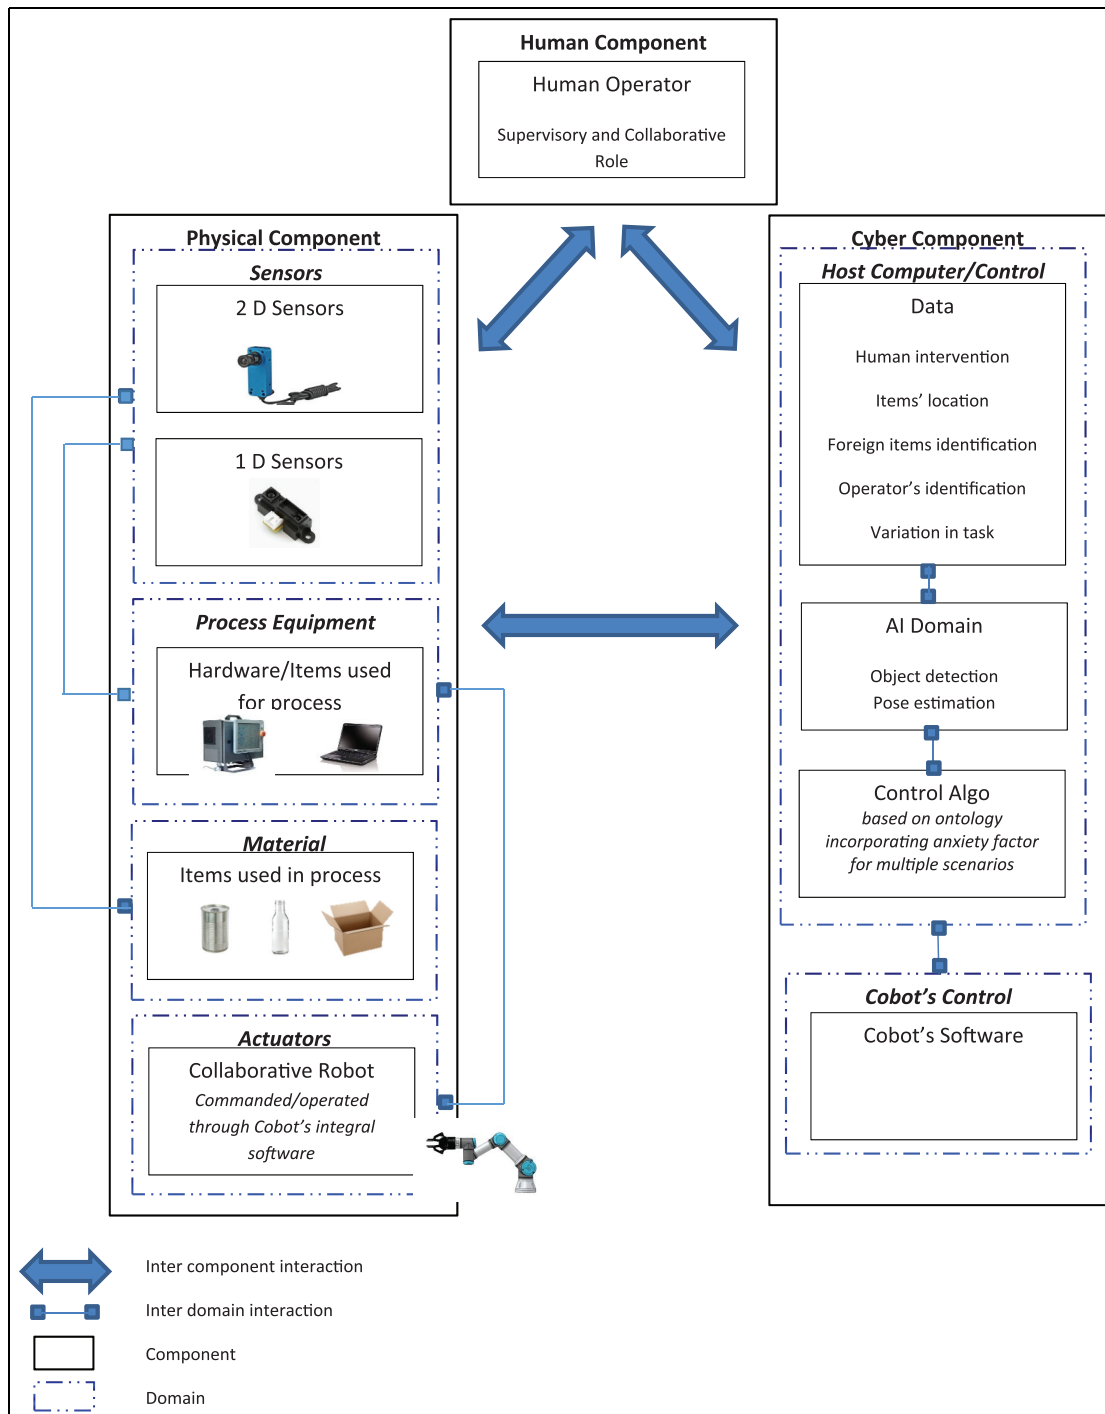 Human Component
Human Operator
Supervisory and Collaborative
Role
Physical Component
Sensors
2 D Sensors
1 D Sensors
Process Equipment
Hardware/Items used
for process
Material
Items used in process
Actuators
Collaborative Robot
Commanded/operated
through Cobot’s integral
software
Cyber Component
Host Computer/Control
Data
Human intervention
Items’ location
Foreign items identification
Operator’s identification
Variation in task
AI Domain
Object detection
Pose estimation
Control Algo
based on ontology
incorporating anxiety factor
for multiple scenarios
Cobot’s Control
Cobot’s Software
Inter component interaction
Inter domain interaction
Component
Domain